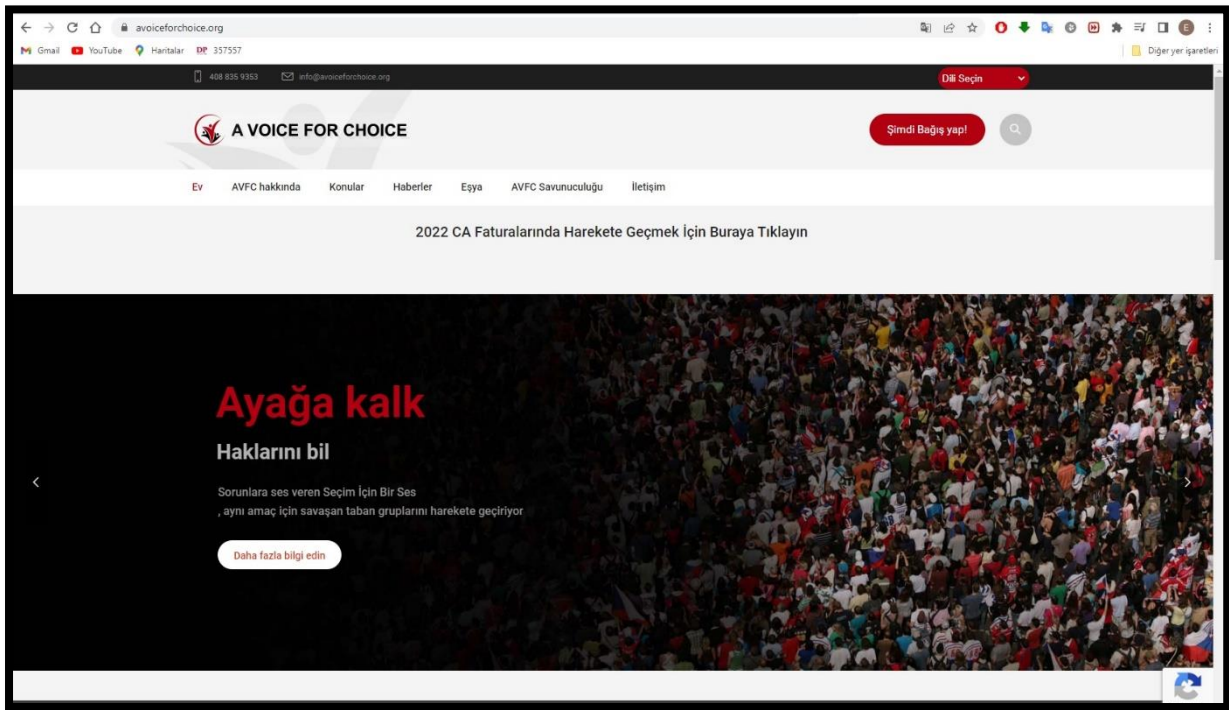 avoiceforchoice.org
Gmail YouTube Haritalar DP 357557 Diğer yer işaretleri
408 835 9353 info@avoiceforchoice.org Dili Seçin
A VOICE FOR CHOICE Şimdi Bağış yap!
Ev AVFC hakkında Konular Haberler Eşya AVFC Savunuculuğu İletişim
2022 CA Faturalarında Harekete Geçmek İçin Buraya Tıklayın
Ayağa kalk
Haklarını bil
Sorunlara ses veren Seçim İçin Bir Ses
, aynı amaç için savaşan taban gruplarını harekete geçiriyor
Daha fazla bilgi edin